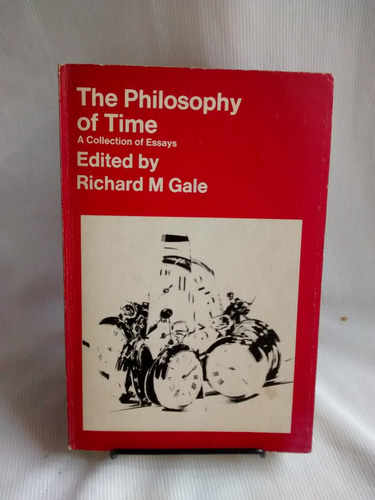 The Philosophy
of Time
A Collection of Essays
Edited by
Richard M Gale